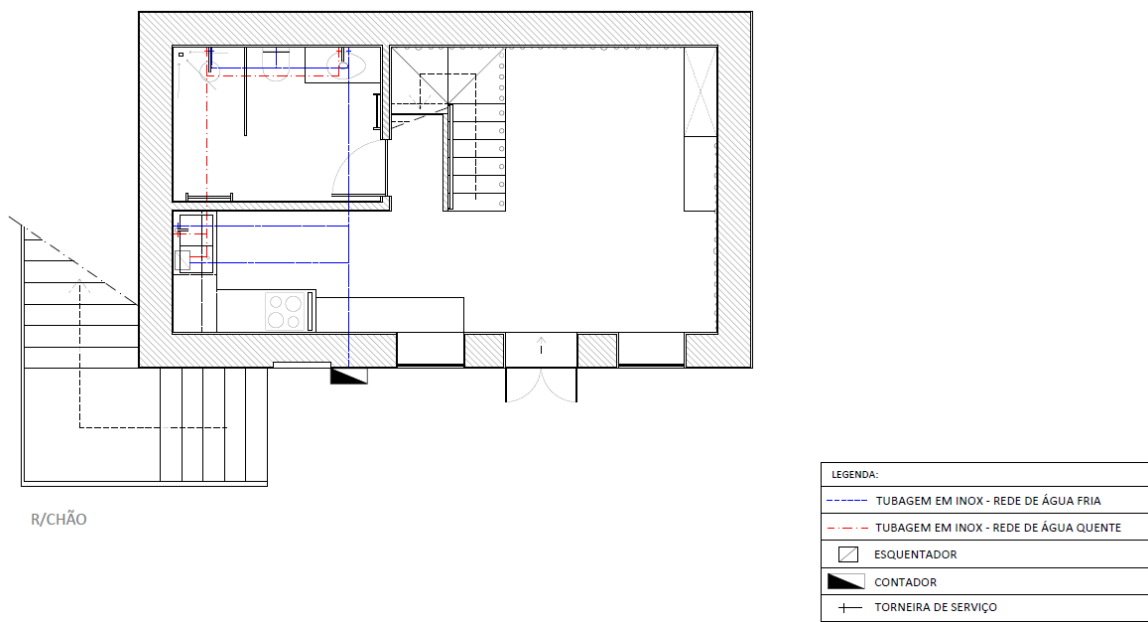 R/CHÃO
LEGENDA:
TUBAGEM EM INOX - REDE DE ÁGUA FRIA
TUBAGEM EM INOX - REDE DE ÁGUA QUENTE
ESQUENTADOR
CONTADOR
TORNEIRA DE SERVIÇO